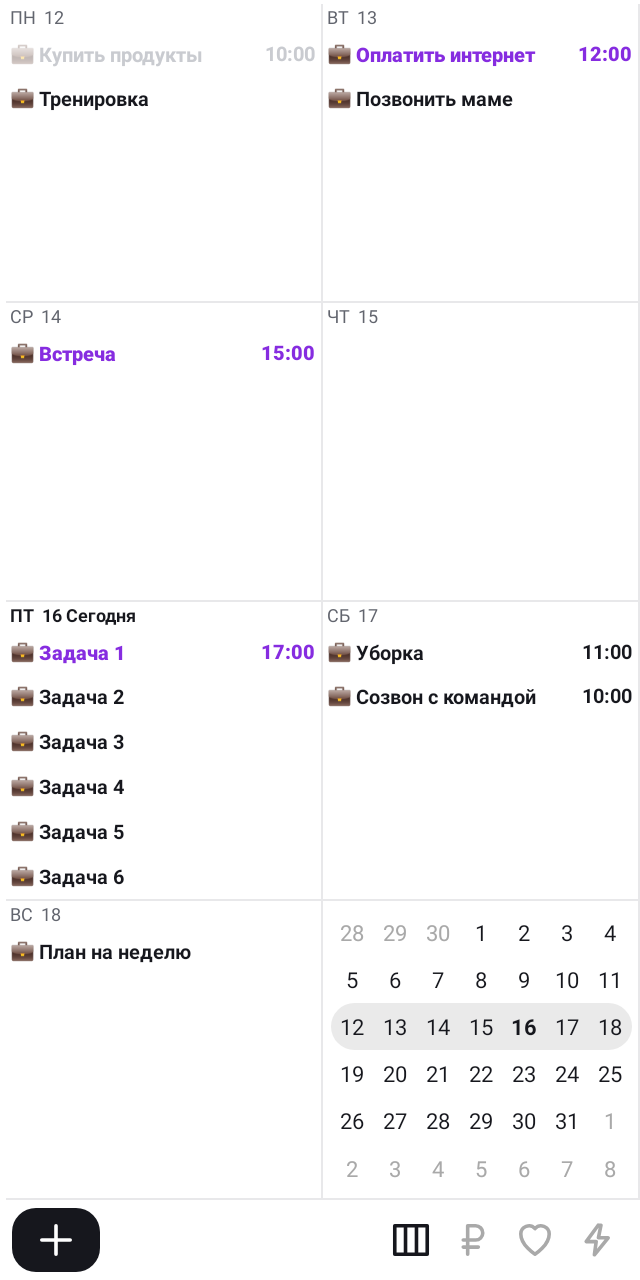 ПН 12
Купить продукты 10:00
Тренировка
ВТ 13
Оплатить интернет 12:00
Позвонить маме
СР 14
Встреча 15:00
ЧТ 15
ПТ 16 Сегодня
Задача 1 17:00
Задача 2
Задача 3
Задача 4
Задача 5
Задача 6
СБ 17
Уборка 11:00
Созвон с командой 10:00
ВС 18
План на неделю
28 29 30 1 2 3 4
5 6 7 8 9 10 11
12 13 14 15 16 17 18
19 20 21 22 23 24 25
26 27 28 29 30 31 1
2 3 4 5 6 7 8
₽